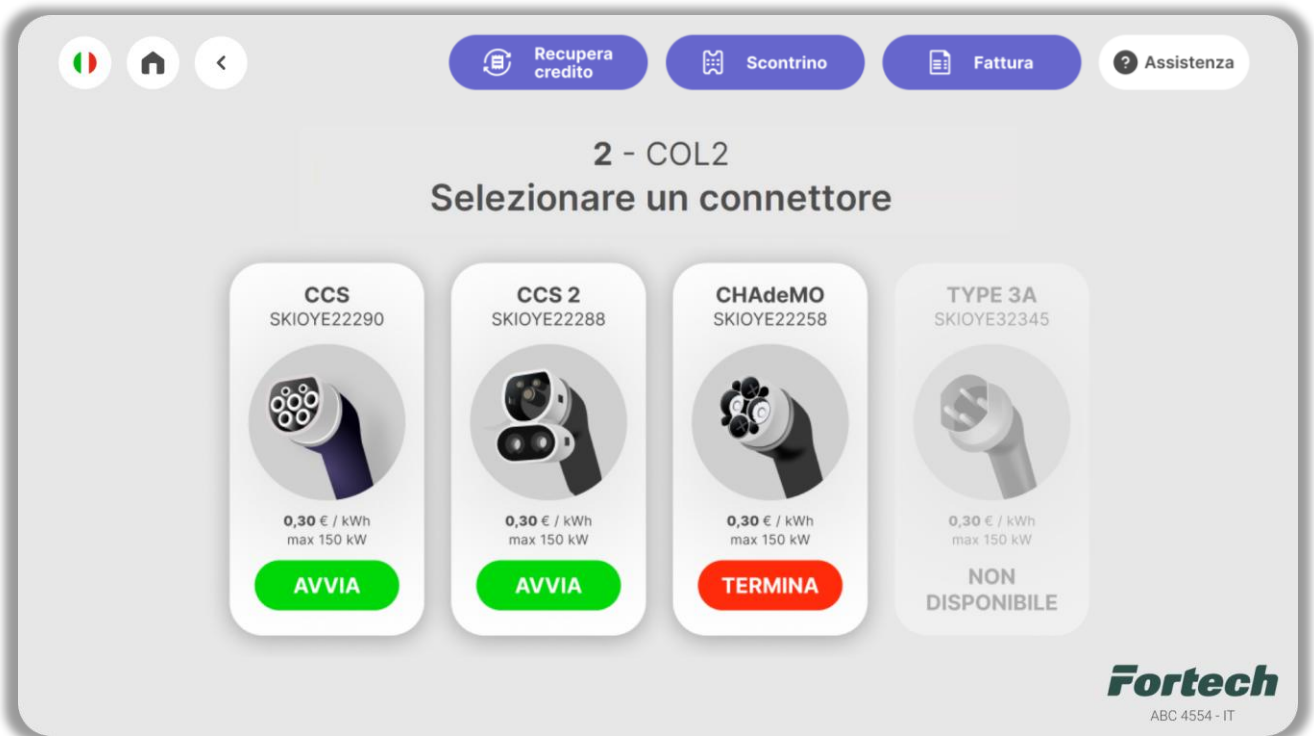 Recupera
credito
Scontrino
Fattura
? Assistenza
2 - COL2
Selezionare un connettore
CCS
SKIOYE22290
0,30 € / kWh
max 150 kW
AVVIA
CCS 2
SKIOYE22288
0,30 € / kWh
max 150 kW
AVVIA
CHAdeMO
SKIOYE22258
0,30 € / kWh
max 150 kW
TERMINA
TYPE 3A
SKIOYE32345
0,30 € / kWh
max 150 kW
NON
DISPONIBILE
Fortech
ABC 4554 - IT